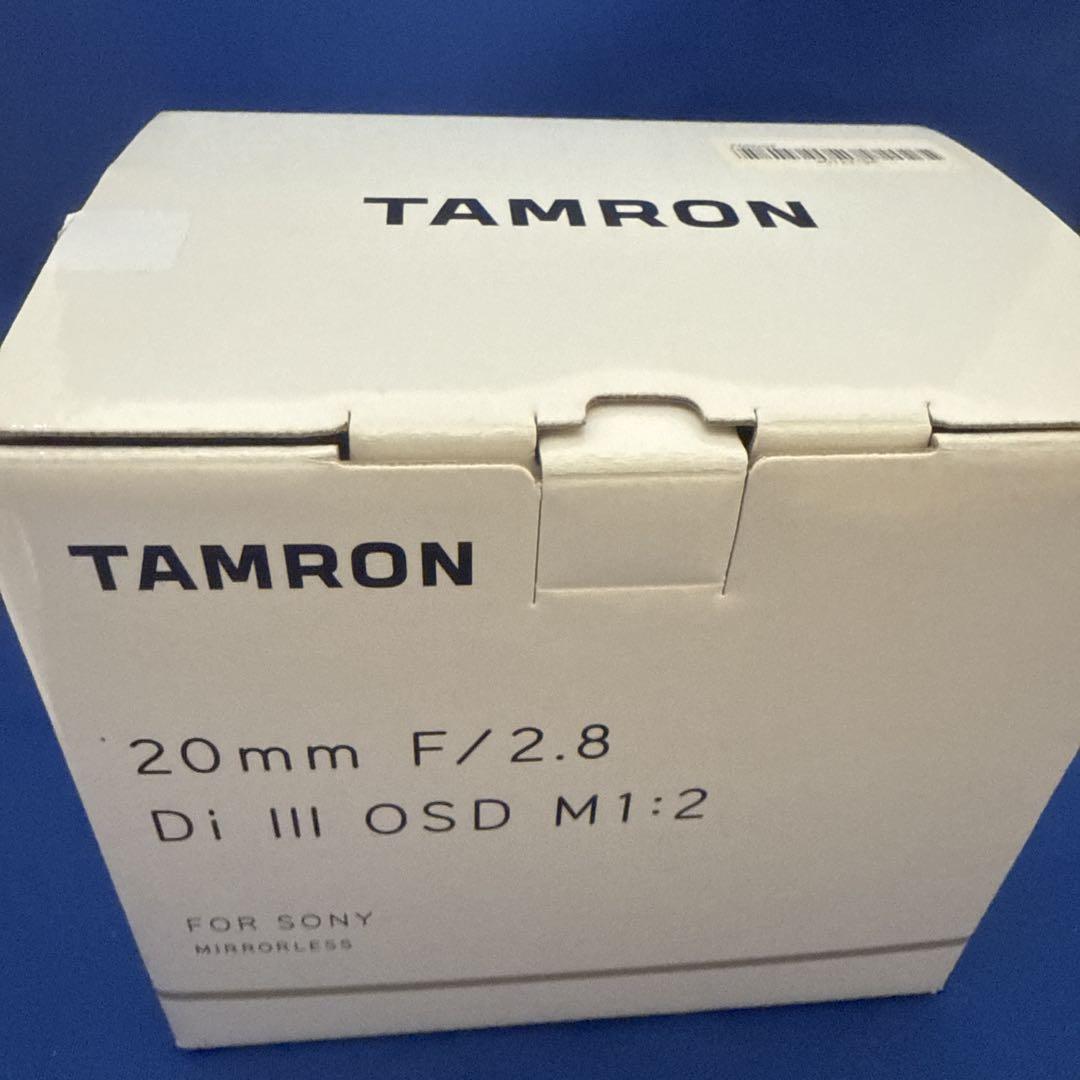 TAMRON
TAMRON
20mm F/2.8
Di III OSD M1:2
FOR SONY
MIRRORLESS